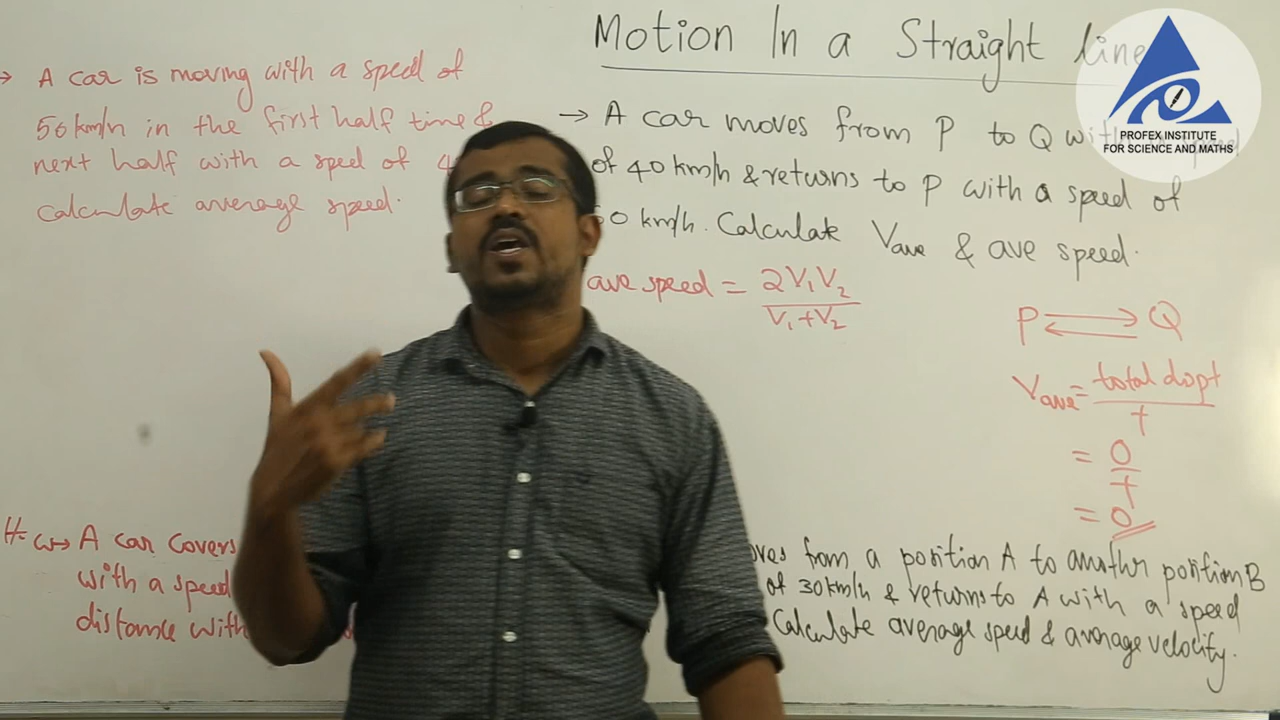 Motion In a Straight line
PROFEX INSTITUTE
FOR SCIENCE AND MATHS
→ A car is moving with a speed of
50 km/h in the first half time &
next half with a speed of 4
calculate average speed.
→ A car moves from P to Q with
of 40 km/h & returns to P with a speed of
0 km/h. Calculate Vave & ave speed.
ave speed = 2V₁V₂
V₁+V₂
P ⇄ Q
Vave = total dspt
t
= 0
t
= 0
H-w→ A car covers
with a speed
distance with
from a position A to another position B
of 30 km/h & returns to A with a speed
Calculate average speed & average velocity.